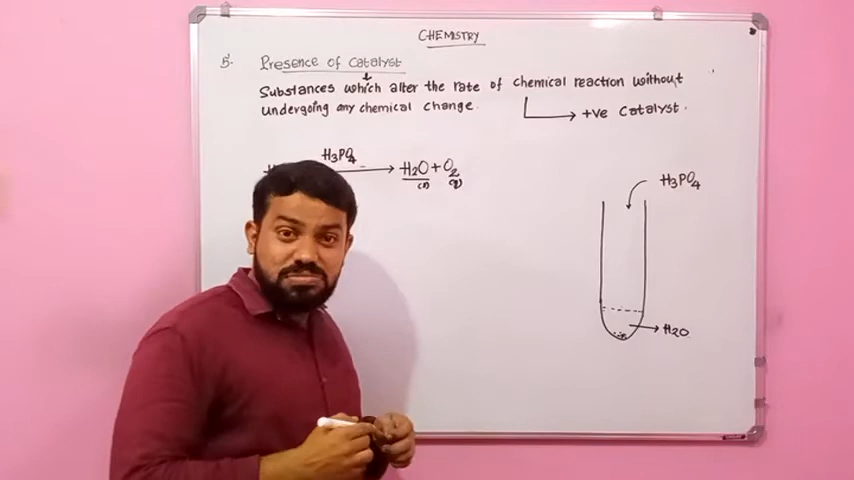 CHEMISTRY
5. Presence of catalyst
Substances which alter the rate of chemical reaction without
undergoing any chemical change.
+ve Catalyst.
H3PO4
H2O + O2
(l) (g)
H3PO4
H2O